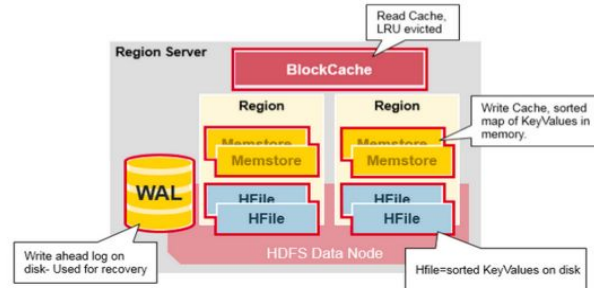 Read Cache,
LRU evicted
Region Server
BlockCache
Region
Region
Write Cache, sorted
map of KeyValues in
memory.
Memstore
Memstore
Memstore
Memstore
WAL
HFile
HFile
HFile
HFile
Write ahead log on
disk- Used for recovery
HDFS Data Node
Hfile=sorted KeyValues on disk